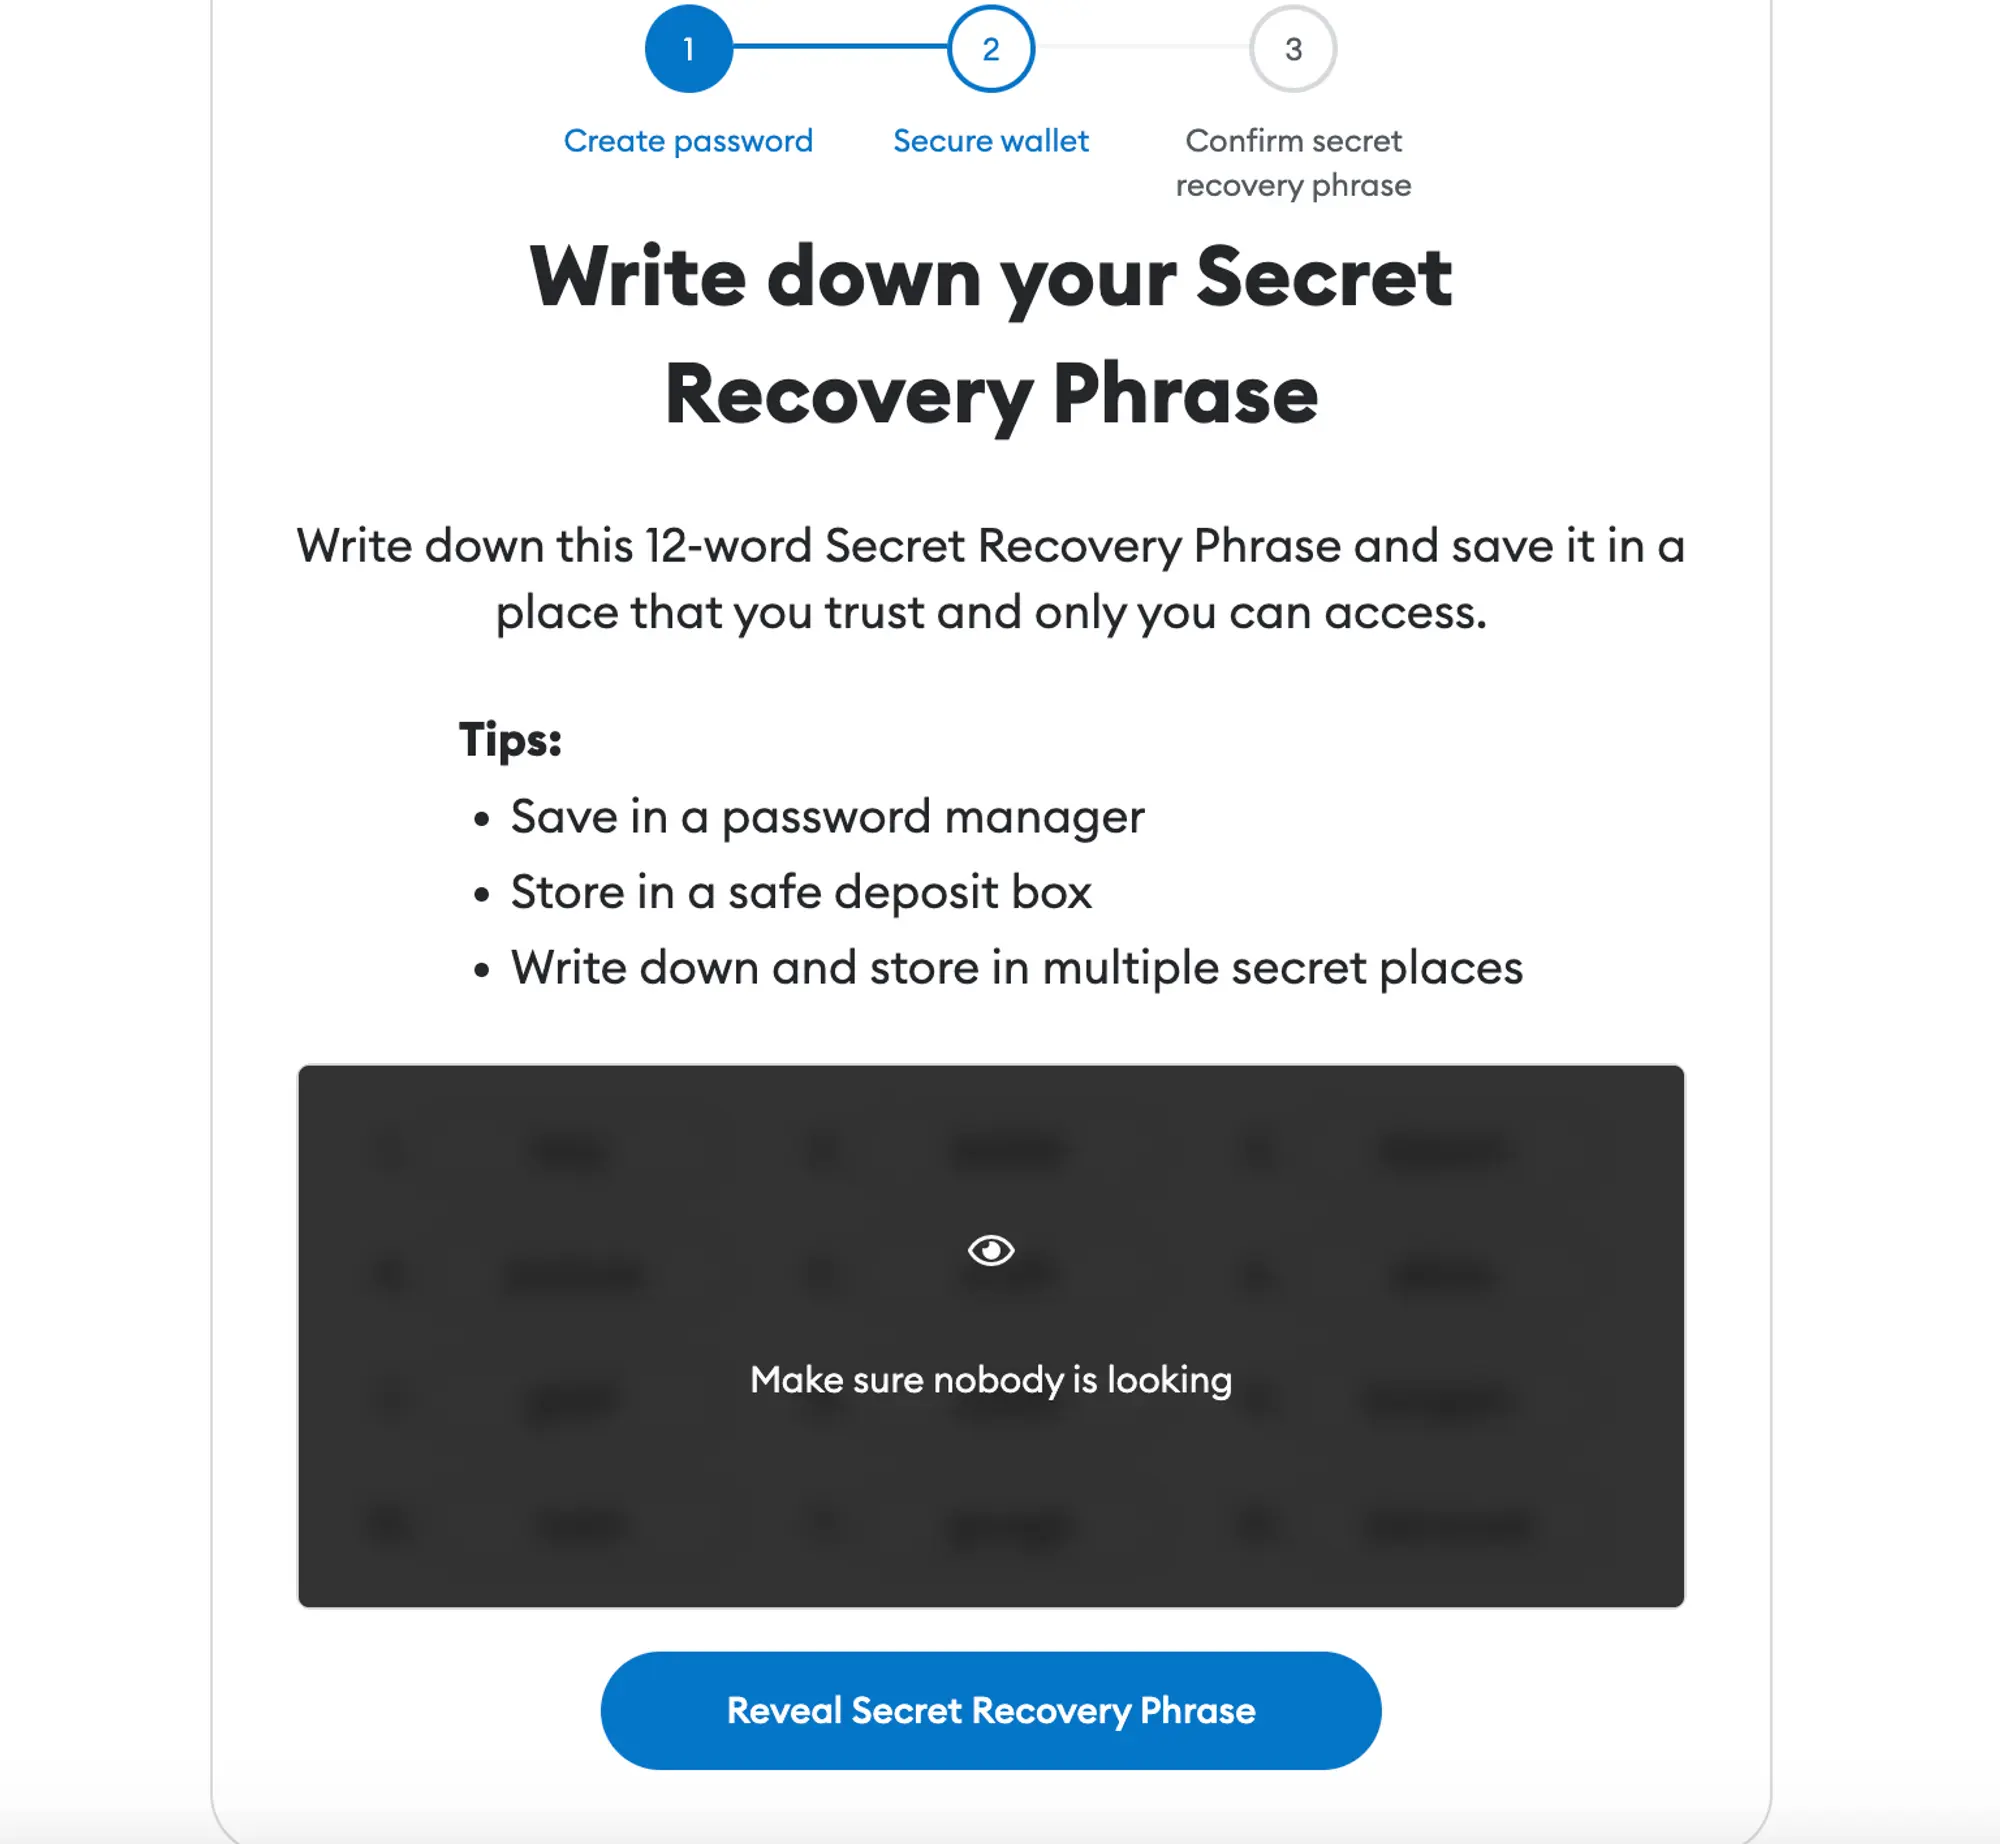 1
2
3
Create password
Secure wallet
Confirm secret
recovery phrase
Write down your Secret
Recovery Phrase
Write down this 12-word Secret Recovery Phrase and save it in a
place that you trust and only you can access.
Tips:
• Save in a password manager
• Store in a safe deposit box
• Write down and store in multiple secret places
Make sure nobody is looking
Reveal Secret Recovery Phrase